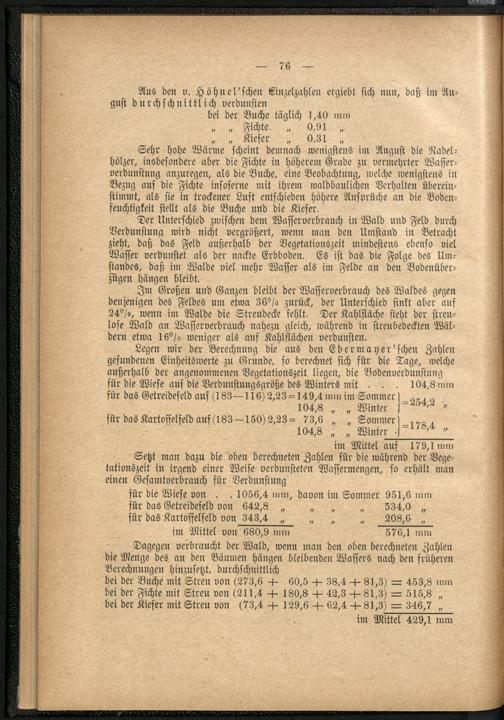 — 76 —
Aus den v. Höhnel'schen Einzelzahlen ergiebt sich nun, daß im Au-
gust durchschnittlich verdunsten
bei der Buche täglich 1,40 mm
„ „ Fichte „ 0,91 „
„ „ Kiefer „ 0,31 „
Sehr hohe Wärme scheint demnach wenigstens im August die Nadel-
hölzer, insbesondere aber die Fichte in höherem Grade zu vermehrter Wasser-
verdunstung anzuregen, als die Buche, eine Beobachtung, welche wenigstens in
Bezug auf die Fichte insoferne mit ihrem waldbaulichen Verhalten überein-
stimmt, als sie in trockener Luft entschieden höhere Ansprüche an die Boden-
feuchtigkeit stellt als die Buche und die Kiefer.
Der Unterschied zwischen dem Wasserverbrauch in Wald und Feld durch
Verdunstung wird nicht vergrößert, wenn man den Umstand in Betracht
zieht, daß das Feld außerhalb der Vegetationszeit mindestens ebenso viel
Wasser verdunstet als der nackte Erdboden. Es ist das die Folge des Um-
standes, daß im Walde viel mehr Wasser als im Felde an den Bodenüber-
zügen hängen bleibt.
Im Großen und Ganzen bleibt der Wasserverbrauch des Waldes gegen
denjenigen des Feldes um etwa 36% zurück, der Unterschied sinkt aber auf
24%, wenn im Walde die Streudecke fehlt. Der Kahlfläche steht der streu-
lose Wald an Wasserverbrauch nahezu gleich, während in streubedeckten Wäl-
dern etwa 16% weniger als auf Kahlflächen verdunsten.
Legen wir der Berechnung die aus den Ebermayer'schen Zahlen
gefundenen Einheitswerte zu Grunde, so berechnet sich für die Tage, welche
außerhalb der angenommenen Vegetationszeit liegen, die Bodenverdunstung
für die Wiese auf die Verdunstungsgröße des Winters mit . . . 104,8 mm
für das Getreidefeld auf (183—116) 2,23 = 149,4 mm im Sommer } = 254,2 „
104,8 „ „ Winter
für das Kartoffelfeld auf (183—150) 2,23 = 73,6 „ „ Sommer } = 178,4 „
104,8 „ „ Winter .
im Mittel auf 179,1 mm
Setzt man dazu die oben berechneten Zahlen für die während der Vege-
tationszeit in irgend einer Weise verdunsteten Wassermengen, so erhält man
einen Gesamtverbrauch für Verdunstung
für die Wiese von . . 1056,4 mm, davon im Sommer 951,6 mm
für das Getreidefeld von 642,8 „ „ „ „ 534,0 „
für das Kartoffelfeld von 343,4 „ „ „ „ 208,6 „
im Mittel von 680,9 mm 576,1 mm
Dagegen verbraucht der Wald, wenn man den oben berechneten Zahlen
die Menge des an den Bäumen hängen bleibenden Wassers nach den früheren
Berechnungen hinzusetzt, durchschnittlich
bei der Buche mit Streu von (273,6 + 60,5 + 38,4 + 81,3) = 453,8 mm
bei der Fichte mit Streu von (211,4 + 180,8 + 42,3 + 81,3) = 515,8 „
bei der Kiefer mit Streu von (73,4 + 129,6 + 62,4 + 81,3) = 346,7 „
im Mittel 429,1 mm